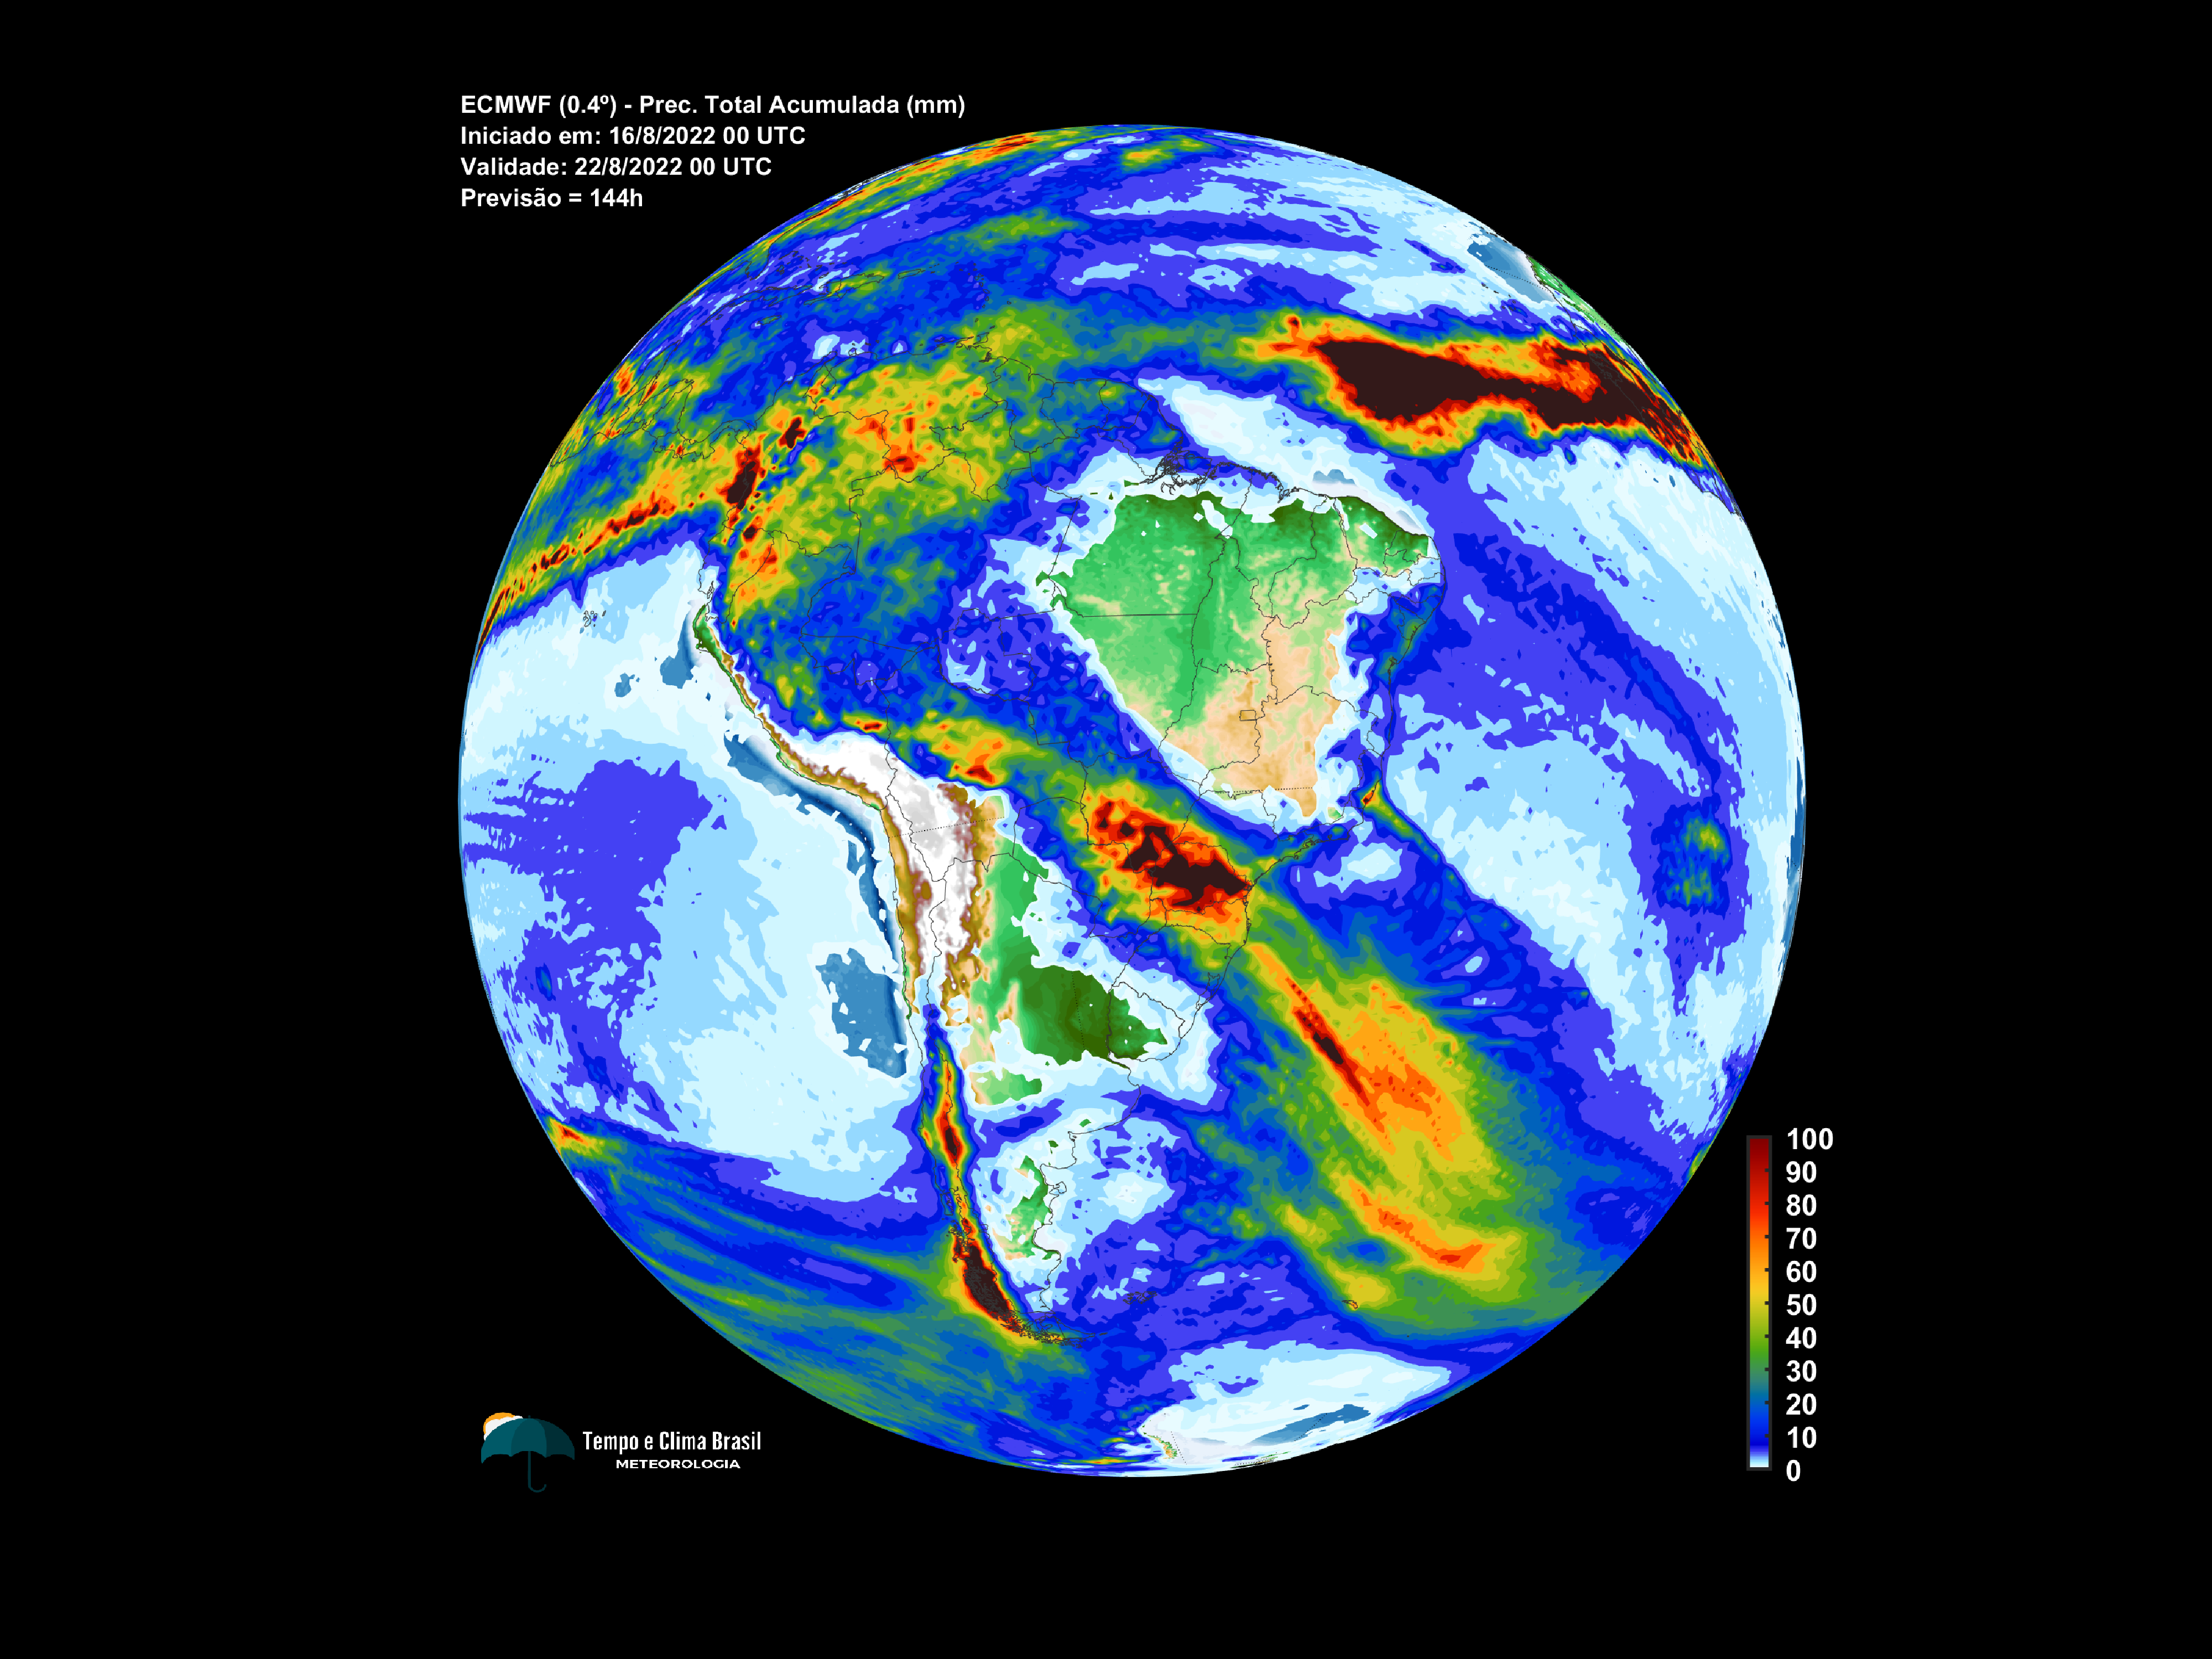 ECMWF (0.4º) - Prec. Total Acumulada (mm)
Iniciado em: 16/8/2022 00 UTC
Validade: 22/8/2022 00 UTC
Previsão = 144h
100
90
80
70
60
50
40
30
20
10
0
Tempo e Clima Brasil
METEOROLOGIA